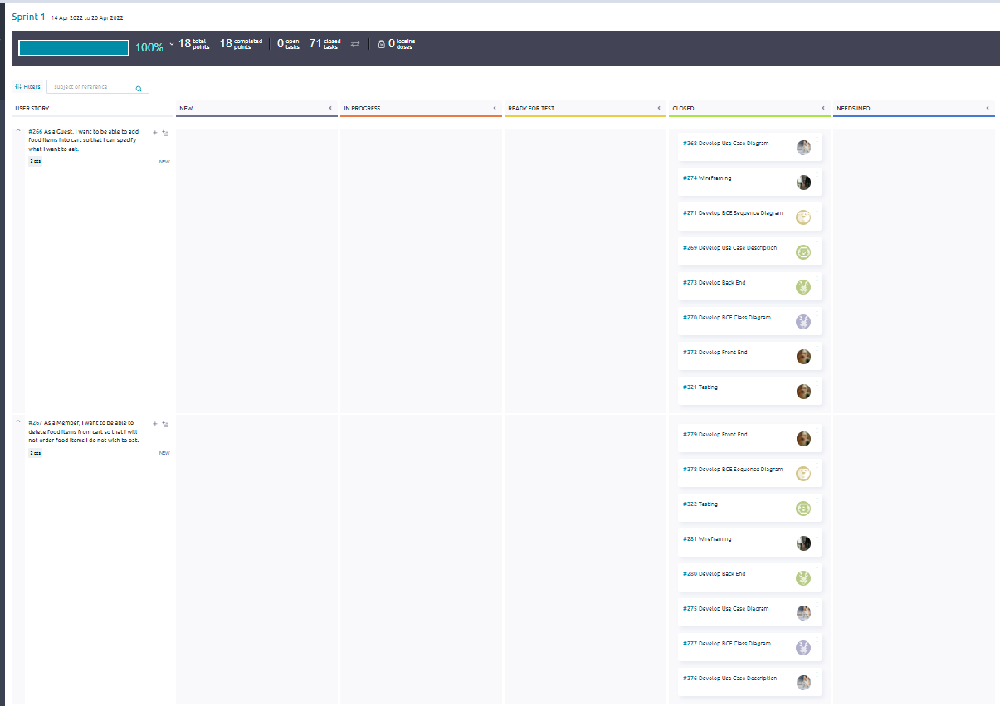 Sprint 1 14 Apr 2022 to 20 Apr 2022
100% 18 total points 18 completed points 0 open tasks 71 closed tasks 0 Iocaine doses
Filters subject or reference
USER STORY NEW IN PROGRESS READY FOR TEST CLOSED NEEDS INFO
#266 As a Guest, I want to be able to add
food items into cart so that I can specify
what I want to eat.
2 pts NEW
#268 Develop Use Case Diagram
#274 Wireframing
#271 Develop BCE Sequence Diagram
#269 Develop Use Case Description
#273 Develop Back End
#270 Develop BCE Class Diagram
#272 Develop Front End
#321 Testing
#267 As a Member, I want to be able to
delete food items from cart so that I will
not order food items I do not wish to eat.
2 pts NEW
#279 Develop Front End
#278 Develop BCE Sequence Diagram
#322 Testing
#281 Wireframing
#280 Develop Back End
#275 Develop Use Case Diagram
#277 Develop BCE Class Diagram
#276 Develop Use Case Description